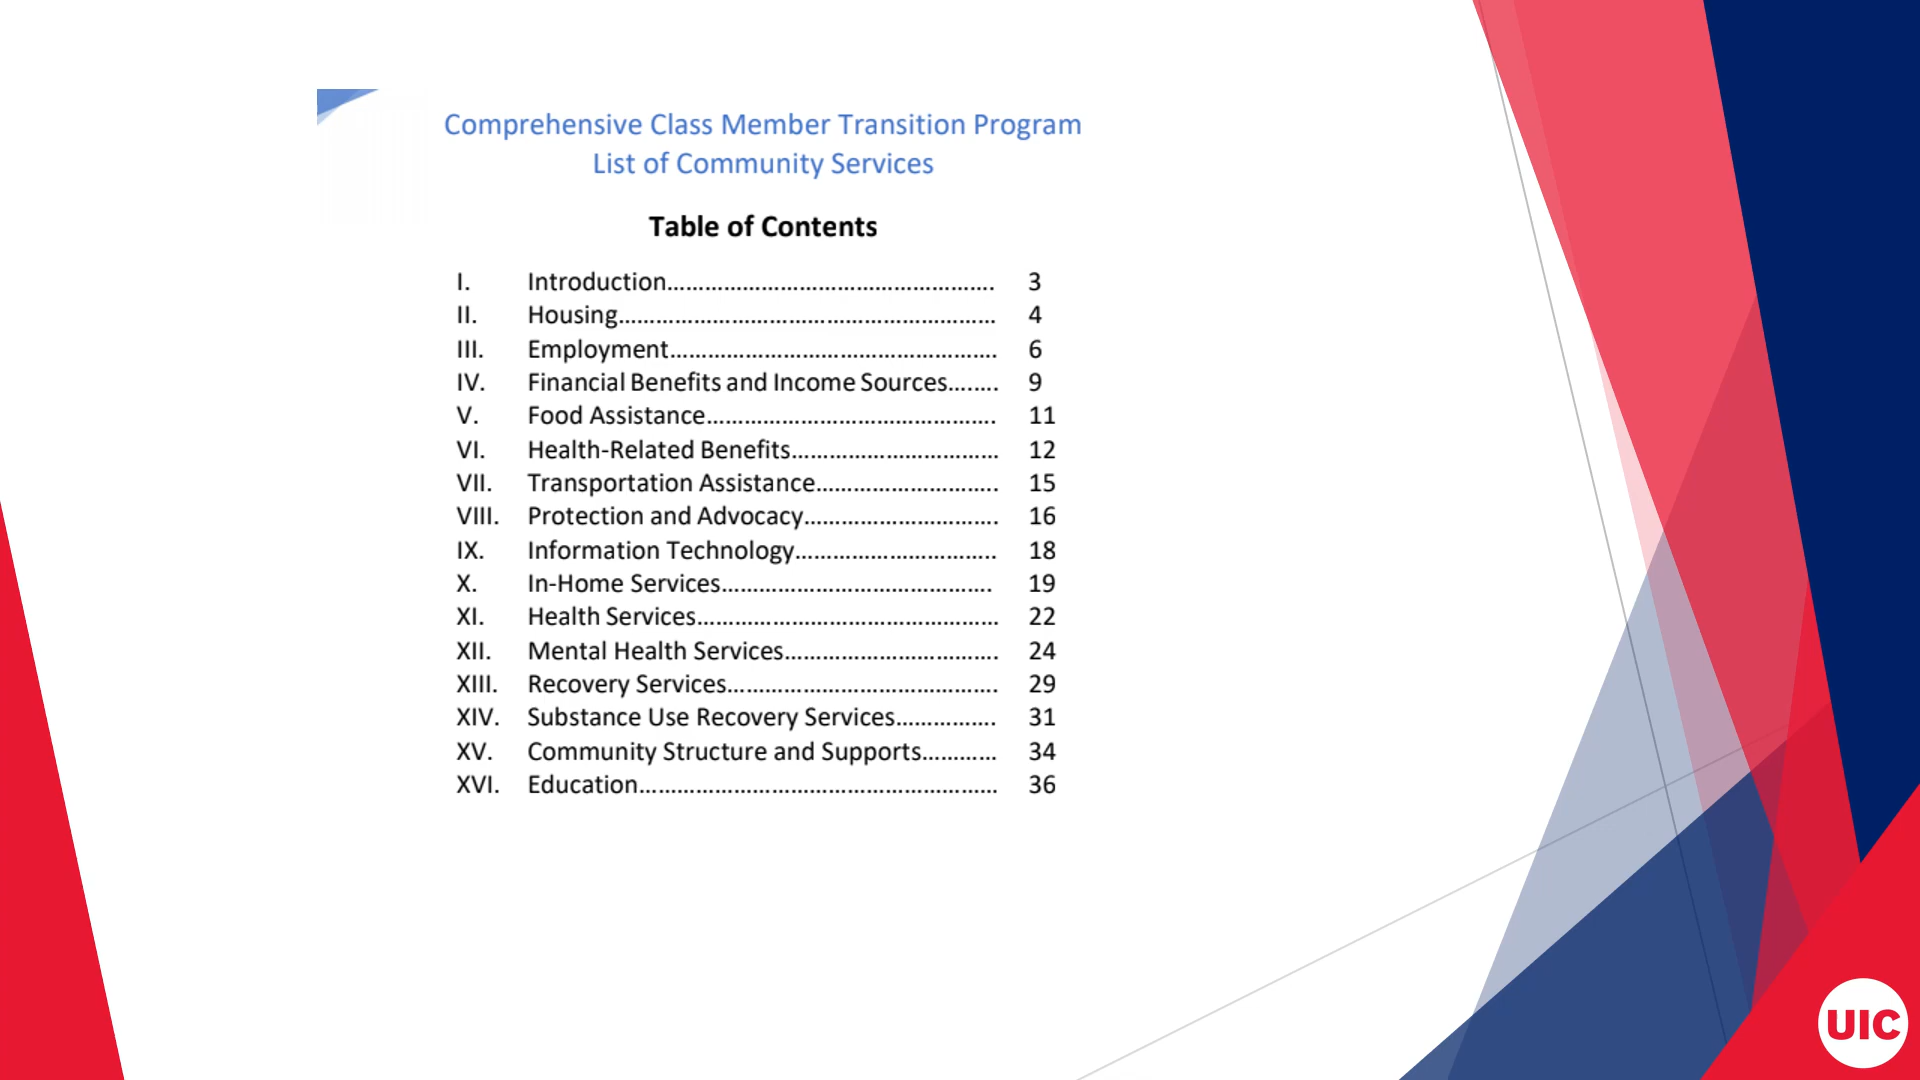 Comprehensive Class Member Transition Program
List of Community Services
Table of Contents
I. Introduction................................................... 3
II. Housing........................................................... 4
III. Employment................................................... 6
IV. Financial Benefits and Income Sources........ 9
V. Food Assistance............................................. 11
VI. Health-Related Benefits................................ 12
VII. Transportation Assistance............................ 15
VIII. Protection and Advocacy.............................. 16
IX. Information Technology............................... 18
X. In-Home Services.......................................... 19
XI. Health Services............................................... 22
XII. Mental Health Services................................. 24
XIII. Recovery Services.......................................... 29
XIV. Substance Use Recovery Services................ 31
XV. Community Structure and Supports............ 34
XVI. Education........................................................ 36
UIC